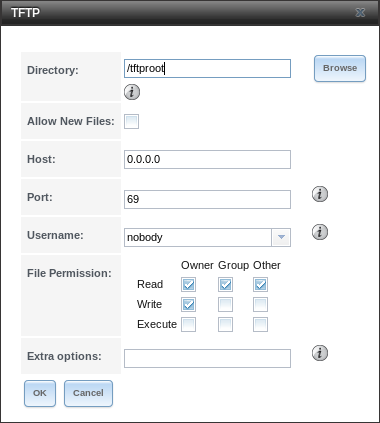 TFTP
Directory: /tftproot Browse
Allow New Files:
Host: 0.0.0.0
Port: 69
Username: nobody
File Permission: Owner Group Other
Read
Write
Execute
Extra options:
OK Cancel